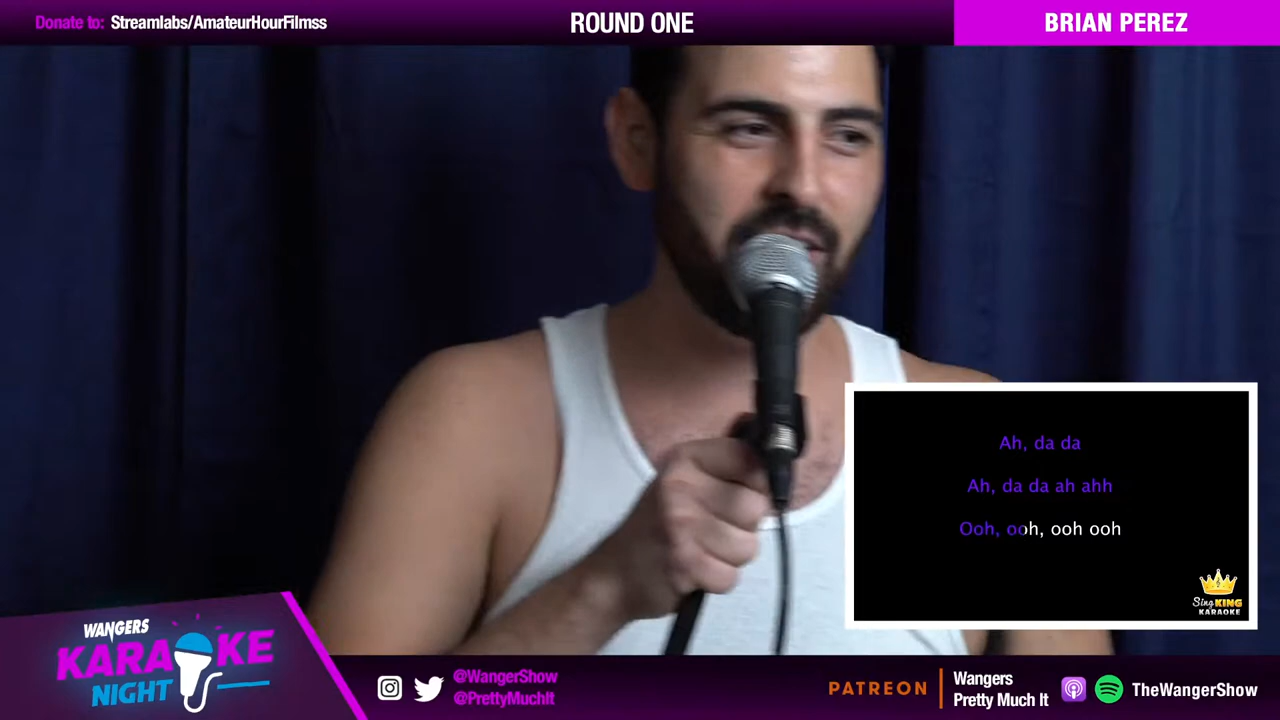 Donate to: Streamlabs/AmateurHourFilmss
ROUND ONE
BRIAN PEREZ
Ah, da da
Ah, da da ah ahh
Ooh, ooh, ooh ooh
Sing KING
KARAOKE
WANGERS
KARAOKE
NIGHT
@WangerShow
@PrettyMuchIt
PATREON
Wangers
Pretty Much It
TheWangerShow